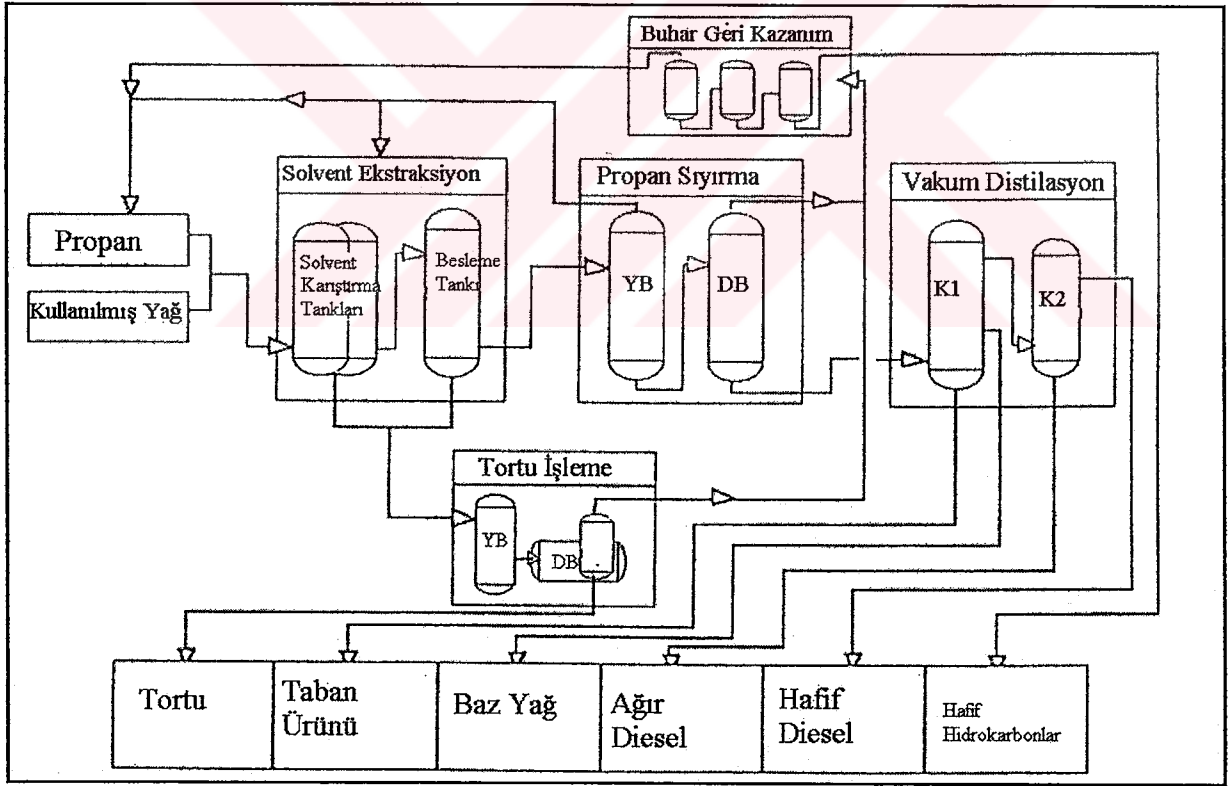 Buhar Geri Kazanım
Solvent Ekstraksiyon
Propan Sıyırma
Vakum Distilasyon
Propan
Kullanılmış Yağ
Solvent
Karıştırma
Tankları
Besleme
Tankı
YB
DB
K1
K2
Tortu İşleme
YB
DB
Tortu
Taban
Ürünü
Baz Yağ
Ağır
Diesel
Hafif
Diesel
Hafif
Hidrokarbonlar